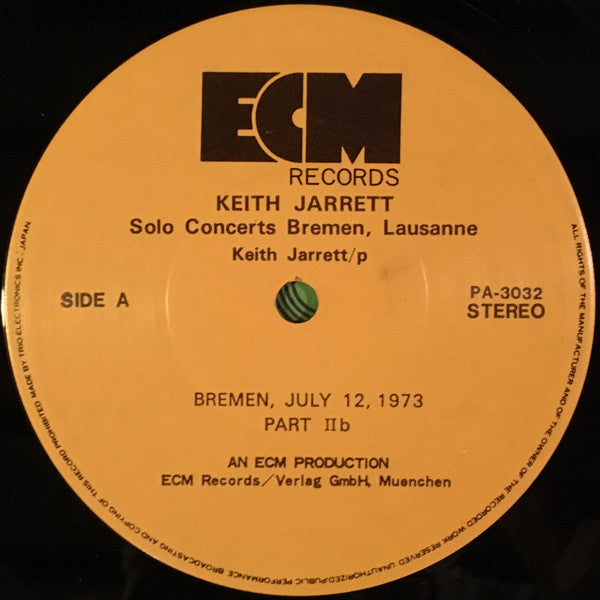 ECM
RECORDS
KEITH JARRETT
Solo Concerts Bremen, Lausanne
Keith Jarrett/p
SIDE A
PA-3032
STEREO
BREMEN, JULY 12, 1973
PART IIb
AN ECM PRODUCTION
ECM Records/Verlag GmbH, Muenchen
ALL RIGHTS OF THE MANUFACTURER AND OF THE OWNER OF THE RECORDED WORK RESERVED UNAUTHORIZED.PUBLIC PERFORMANCE BROADCASTING AND COPYING OF THIS RECORD PROHIBITED MADE BY TRIO ELECTRONICS INC. JAPAN